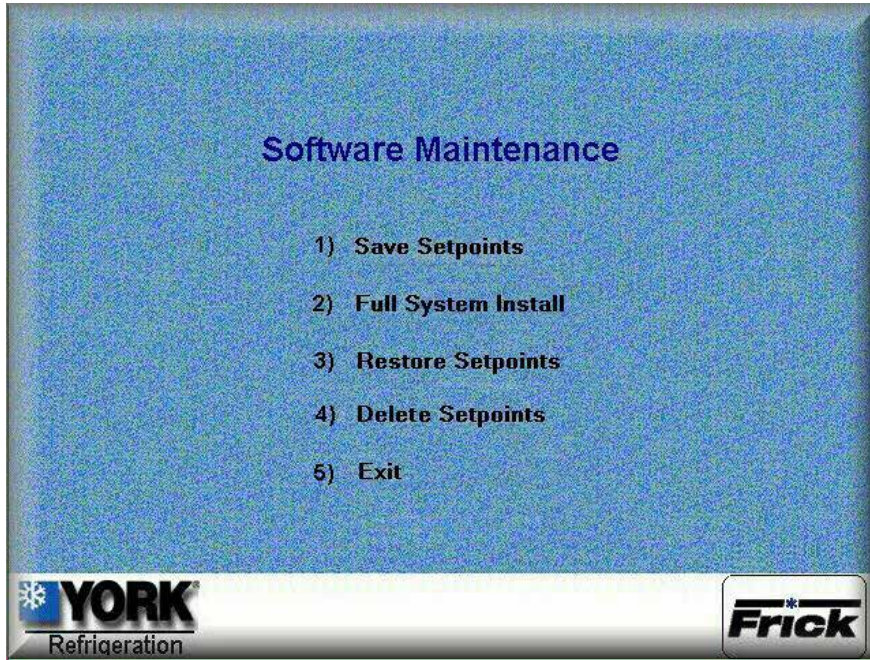 Software Maintenance
1) Save Setpoints
2) Full System Install
3) Restore Setpoints
4) Delete Setpoints
5) Exit
YORK®
Refrigeration
Frick